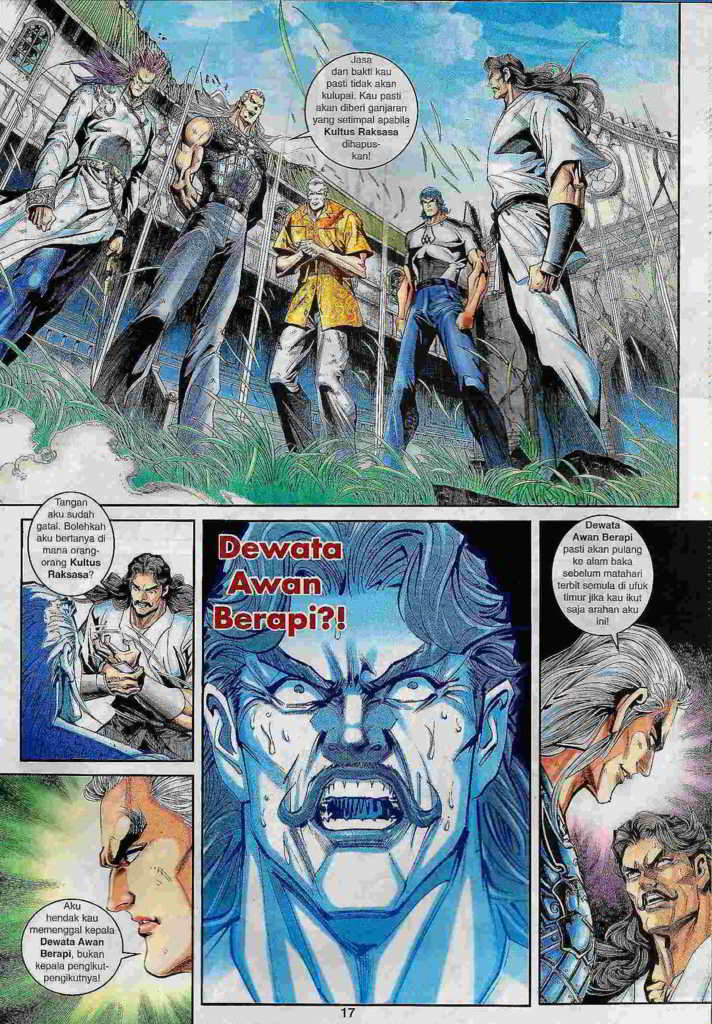 Jasa
dan bakti kau
pasti tidak akan
kulupai. Kau pasti
akan diberi ganjaran
yang setimpal apabila
Kultus Raksasa
dihapus-
kan!
Tangan
aku sudah
gatal. Bolehkah
aku bertanya di
mana orang-
orang Kultus
Raksasa?
Aku
hendak kau
memenggal kepala
Dewata Awan
Berapi, bukan
kepala pengikut-
pengikutnya!
Dewata
Awan
Berapi?!
Dewata
Awan Berapi
pasti akan pulang
ke alam baka
sebelum matahari
terbit semula di ufuk
timur jika kau ikut
saja arahan aku
ini!
17